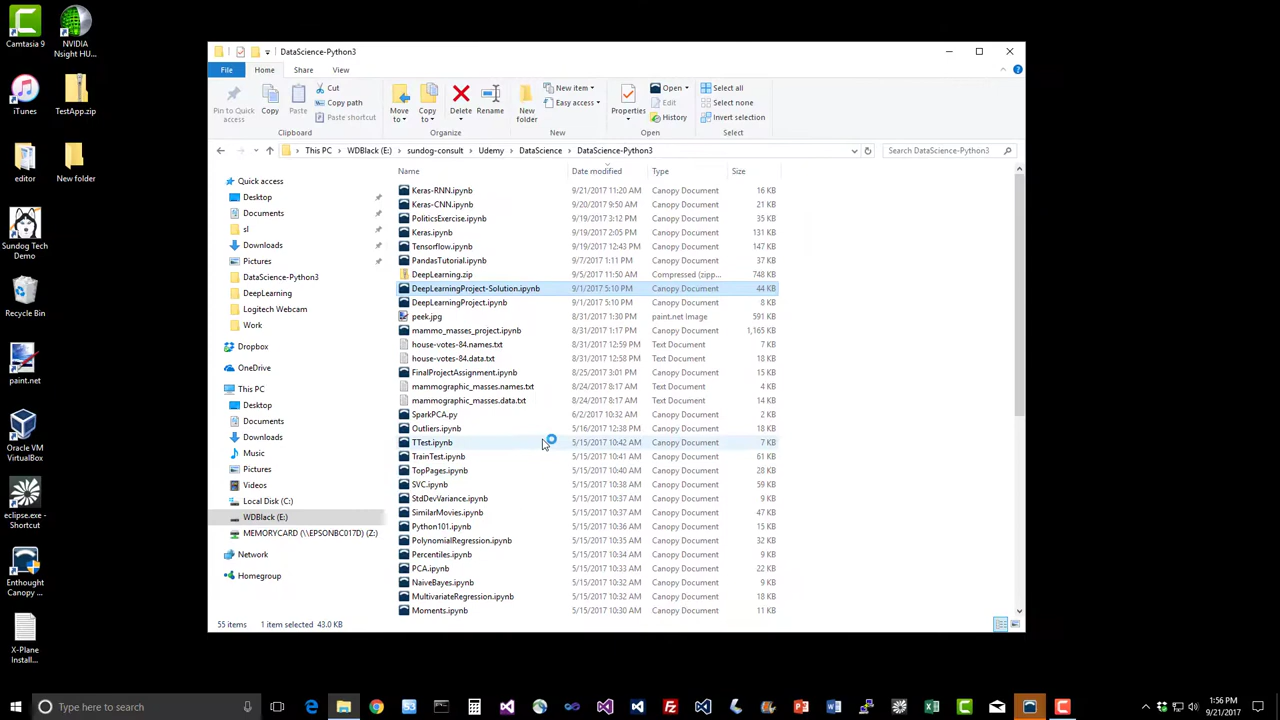 Camtasia 9
NVIDIA
Nsight HU...
iTunes
TestApp.zip
editor
New folder
Sundog Tech
Demo
Recycle Bin
paint.net
Oracle VM
VirtualBox
eclipse.exe -
Shortcut
Enthought
Canopy ...
X-Plane
Install...
DataScience-Python3
File Home Share View
Pin to Quick
access
Copy
Paste
Cut
Copy path
Paste shortcut
Clipboard
Move
to
Copy
to
Delete
Rename
Organize
New
folder
New item
Easy access
New
Properties
Open
Edit
History
Open
Select all
Select none
Invert selection
Select
This PC WDBlack (E:) sundog-consult Udemy DataScience DataScience-Python3
Search DataScience-Python3
Quick access
Desktop
Documents
sl
Downloads
Pictures
DataScience-Python3
DeepLearning
Logitech Webcam
Work
Dropbox
OneDrive
This PC
Desktop
Documents
Downloads
Music
Pictures
Videos
Local Disk (C:)
WDBlack (E:)
MEMORYCARD (\\EPSONBC017D) (Z:)
Network
Homegroup
Name Date modified Type Size
Keras-RNN.ipynb 9/21/2017 11:20 AM Canopy Document 16 KB
Keras-CNN.ipynb 9/20/2017 9:50 AM Canopy Document 21 KB
PoliticsExercise.ipynb 9/19/2017 3:12 PM Canopy Document 35 KB
Keras.ipynb 9/19/2017 2:05 PM Canopy Document 131 KB
Tensorflow.ipynb 9/19/2017 12:43 PM Canopy Document 147 KB
PandasTutorial.ipynb 9/7/2017 1:11 PM Canopy Document 61 KB
DeepLearning.zip 9/5/2017 11:50 AM Compressed (zipp... 748 KB
DeepLearningProject-Solution.ipynb 9/1/2017 5:10 PM Canopy Document 44 KB
DeepLearningProject.ipynb 9/1/2017 5:10 PM Canopy Document 8 KB
peek.jpg 8/31/2017 1:30 PM paint.net Image 591 KB
mammo_masses_project.ipynb 8/31/2017 1:17 PM Canopy Document 1,165 KB
house-votes-84.names.txt 8/31/2017 12:59 PM Text Document 7 KB
house-votes-84.data.txt 8/31/2017 12:58 PM Text Document 18 KB
FinalProjectAssignment.ipynb 8/25/2017 3:01 PM Canopy Document 15 KB
mammographic_masses.names.txt 8/24/2017 8:17 AM Text Document 4 KB
mammographic_masses.data.txt 8/24/2017 8:17 AM Text Document 12 KB
SparkPCA.py 6/2/2017 10:32 AM Canopy Document 2 KB
Outliers.ipynb 5/16/2017 12:38 PM Canopy Document 18 KB
TTest.ipynb 5/15/2017 10:42 AM Canopy Document 7 KB
TrainTest.ipynb 5/15/2017 10:41 AM Canopy Document 61 KB
TopPages.ipynb 5/15/2017 10:40 AM Canopy Document 28 KB
SVC.ipynb 5/15/2017 10:38 AM Canopy Document 59 KB
StdDevVariance.ipynb 5/15/2017 10:37 AM Canopy Document 9 KB
SimilarMovies.ipynb 5/15/2017 10:37 AM Canopy Document 47 KB
Python101.ipynb 5/15/2017 10:36 AM Canopy Document 15 KB
PolynomialRegression.ipynb 5/15/2017 10:35 AM Canopy Document 32 KB
Percentiles.ipynb 5/15/2017 10:34 AM Canopy Document 9 KB
PCA.ipynb 5/15/2017 10:33 AM Canopy Document 22 KB
NaiveBayes.ipynb 5/15/2017 10:32 AM Canopy Document 9 KB
MultivariateRegression.ipynb 5/15/2017 10:32 AM Canopy Document 18 KB
Moments.ipynb 5/15/2017 10:30 AM Canopy Document 11 KB
55 items 1 item selected 43.0 KB
Type here to search
1:56 PM
9/21/2017